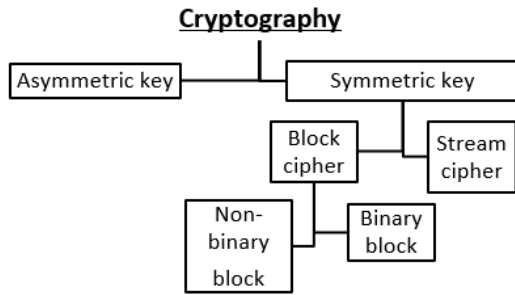 Cryptography
Asymmetric key
Symmetric key
Block
cipher
Stream
cipher
Non-
binary
block
Binary
block